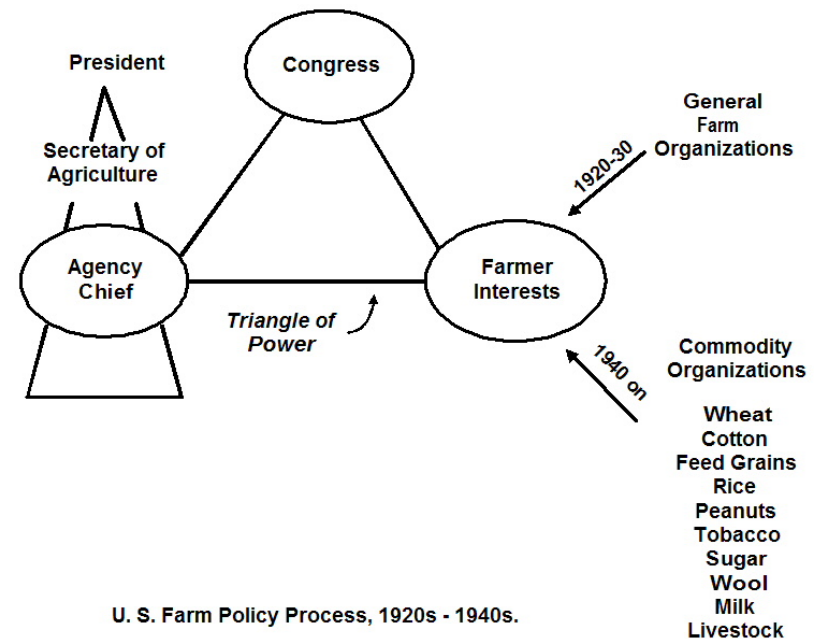 President
Secretary of
Agriculture
Agency
Chief
Congress
Triangle of
Power
Farmer
Interests
General
Farm
Organizations
1920-30
1940 on
Commodity
Organizations
Wheat
Cotton
Feed Grains
Rice
Peanuts
Tobacco
Sugar
Wool
Milk
Livestock
U. S. Farm Policy Process, 1920s - 1940s.